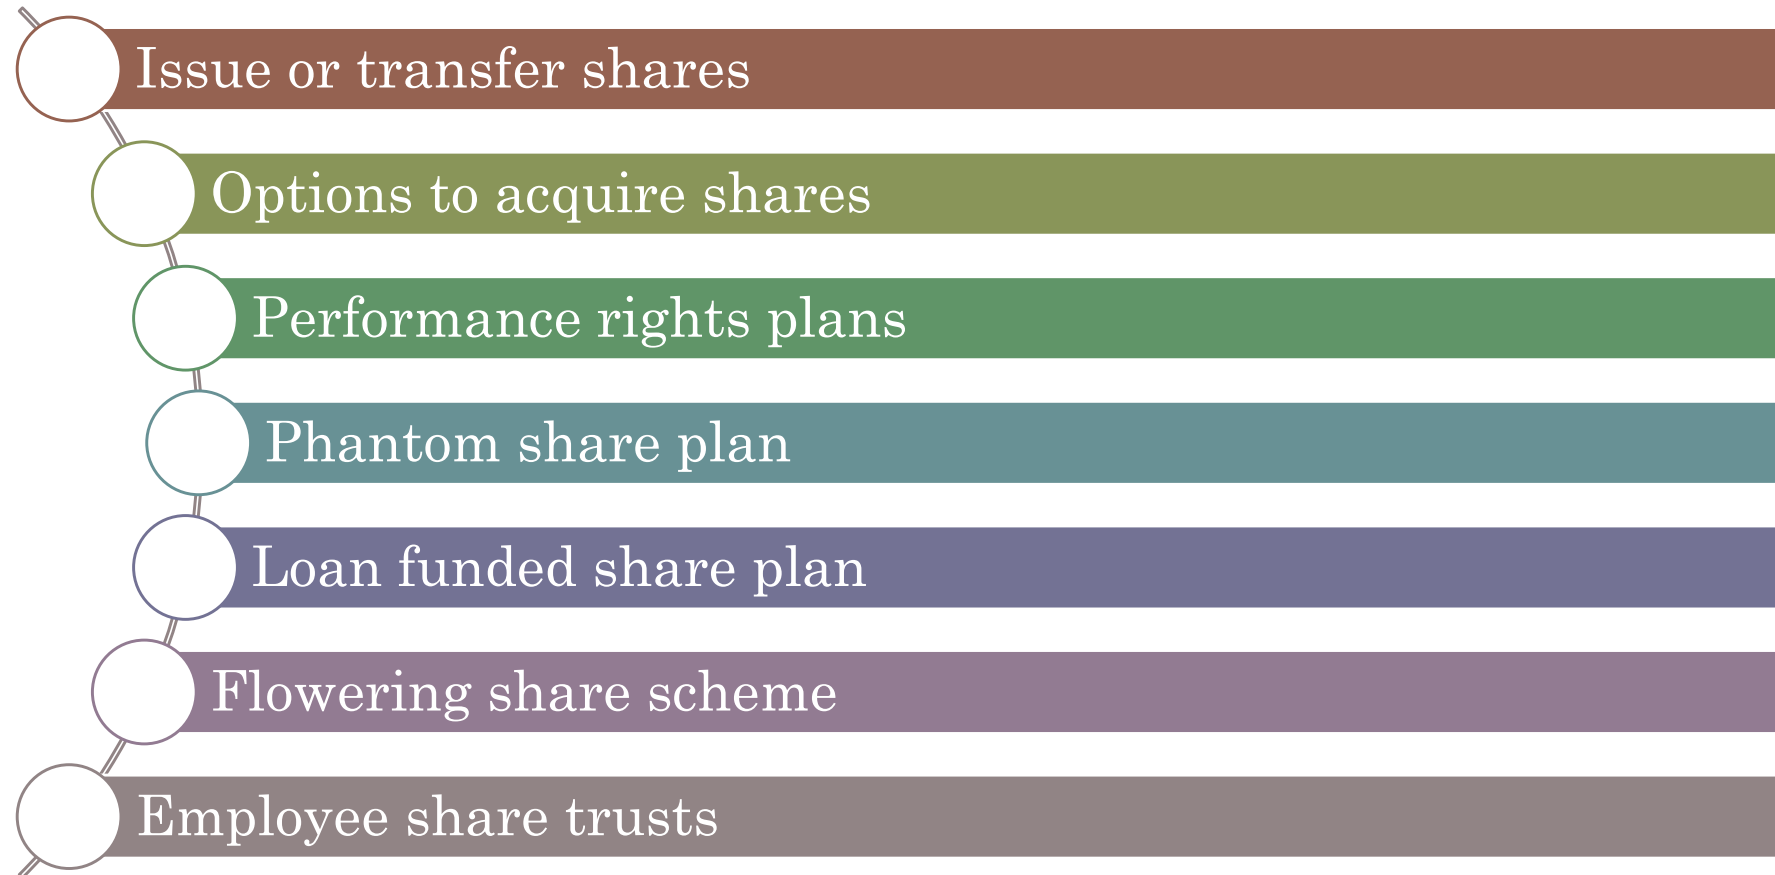 Issue or transfer shares
Options to acquire shares
Performance rights plans
Phantom share plan
Loan funded share plan
Flowering share scheme
Employee share trusts